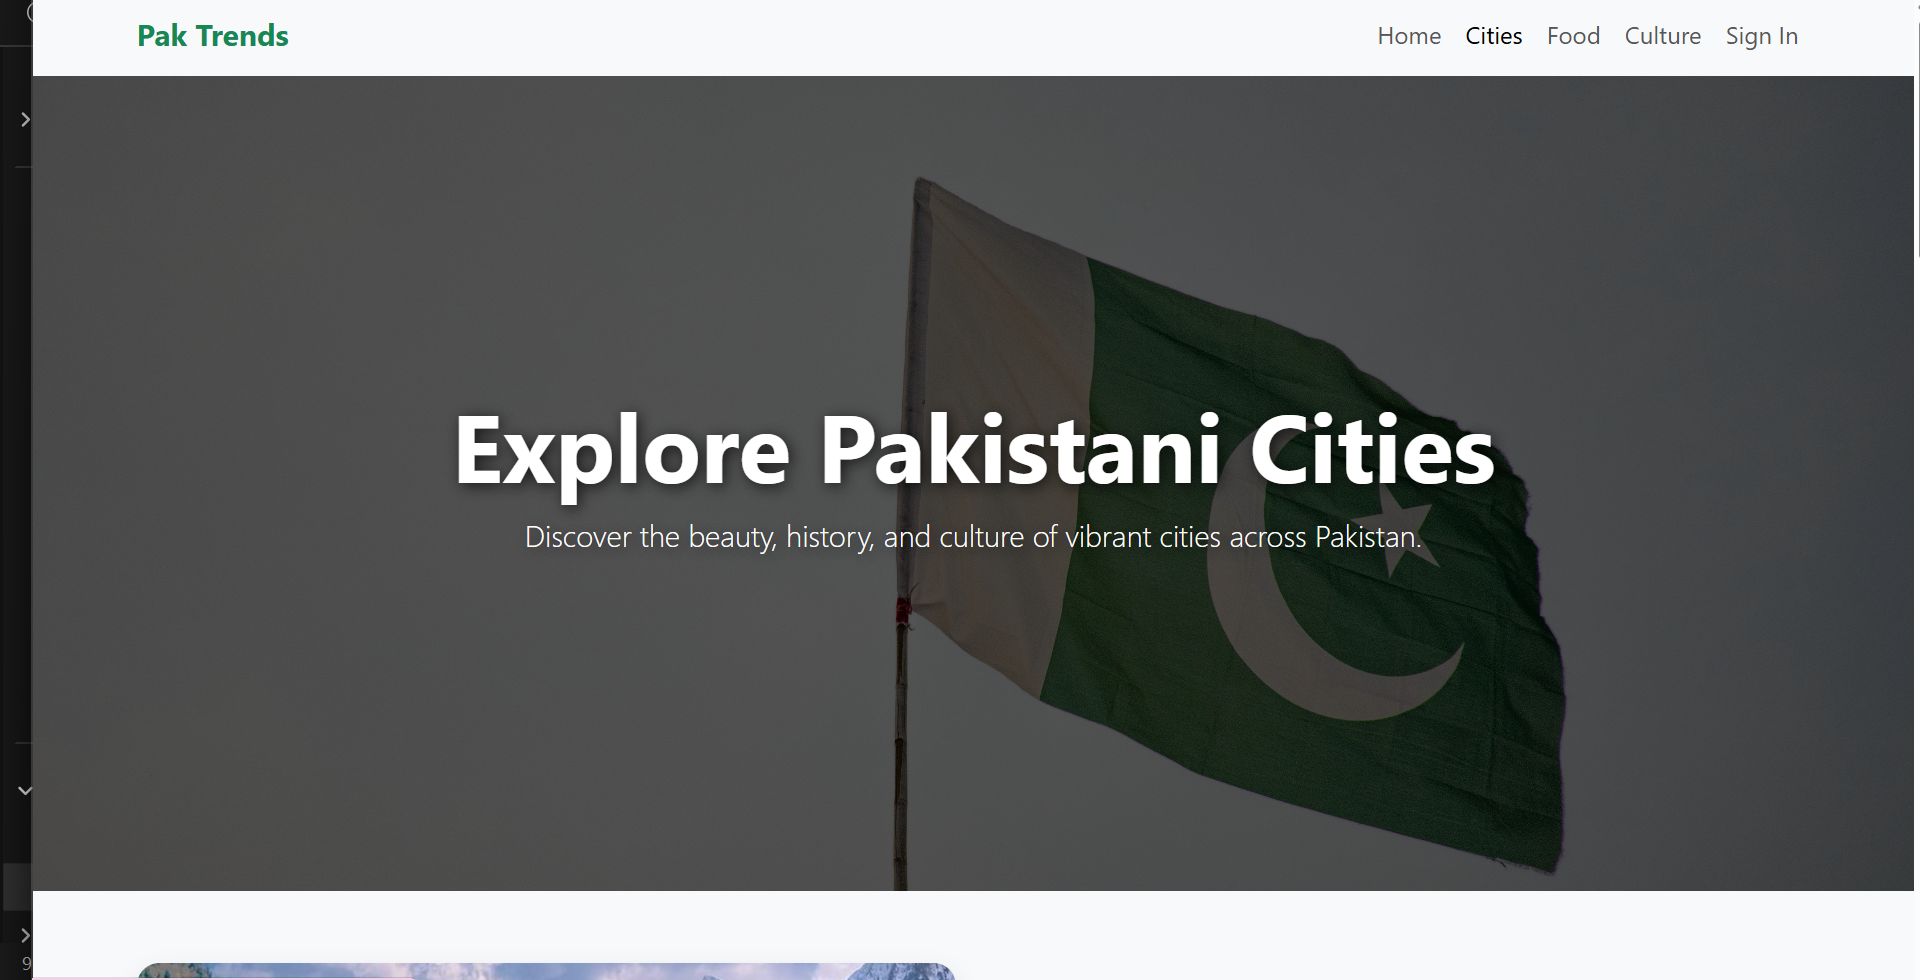 Pak Trends
Home Cities Food Culture Sign In
Explore Pakistani Cities
Discover the beauty, history, and culture of vibrant cities across Pakistan.
9